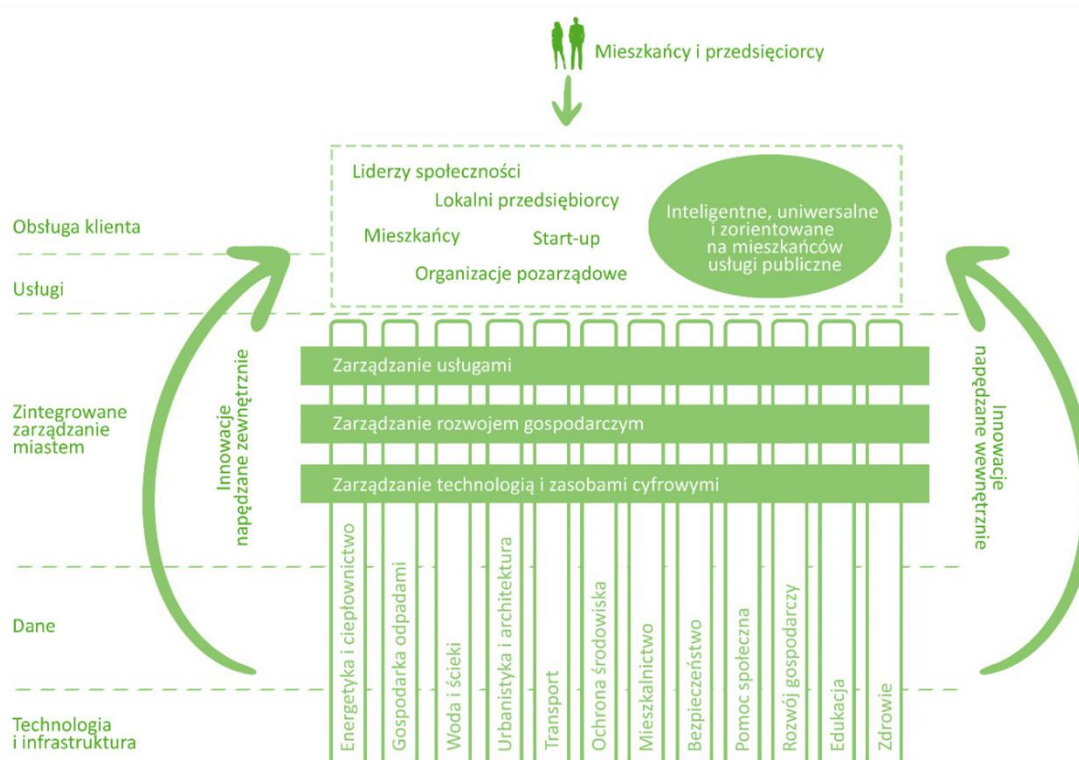 Mieszkańcy i przedsięciorcy
Liderzy społeczności
Lokalni przedsiębiorcy
Mieszkańcy
Start-up
Organizacje pozarządowe
Inteligentne, uniwersalne
i zorientowane
na mieszkańców
usługi publiczne
Obsługa klienta
Usługi
Zintegrowane
zarządzanie
miastem
Dane
Technologia
i infrastruktura
Innowacje
napędzane zewnętrznie
Zarządzanie usługami
Zarządzanie rozwojem gospodarczym
Zarządzanie technologią i zasobami cyfrowymi
Innowacje
napędzane wewnętrznie
Energetyka i ciepłownictwo
Gospodarka odpadami
Woda i ścieki
Urbanistyka i architektura
Transport
Ochrona środowiska
Mieszkalnictwo
Bezpieczeństwo
Pomoc społeczna
Rozwój gospodarczy
Edukacja
Zdrowie